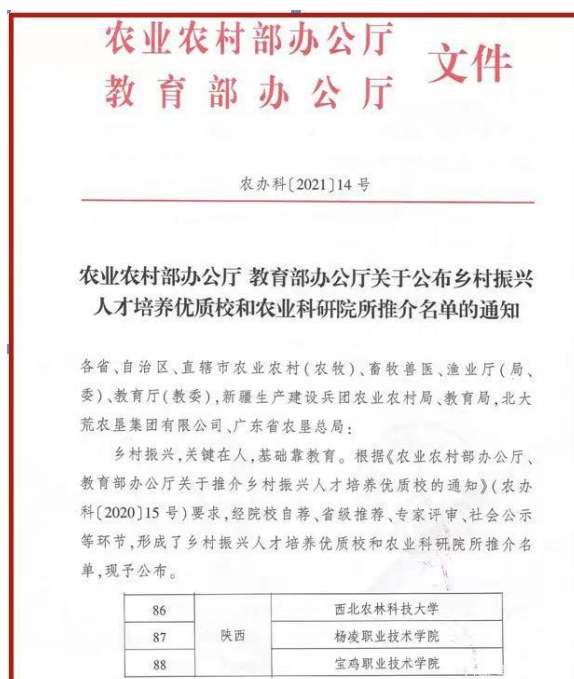 农业农村部办公厅
教育部办公厅
文件
农办科〔2021〕14号
农业农村部办公厅 教育部办公厅关于公布乡村振兴
人才培养优质校和农业科研院所推介名单的通知
各省、自治区、直辖市农业农村(农牧)、畜牧兽医、渔业厅(局、
委)、教育厅(教委),新疆生产建设兵团农业农村局、教育局,北大
荒农垦集团有限公司、广东省农垦总局:
乡村振兴,关键在人,基础靠教育。根据《农业农村部办公厅、
教育部办公厅关于推介乡村振兴人才培养优质校的通知》(农办
科〔2020〕15号)要求,经院校自荐、省级推荐、专家评审、社会公示
等环节,形成了乡村振兴人才培养优质校和农业科研院所推介名
单,现予公布。
86 西北农林科技大学
87 陕西 杨凌职业技术学院
88 宝鸡职业技术学院